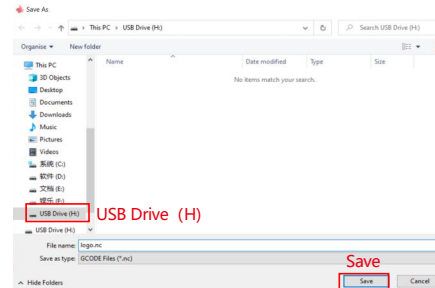 Save As
This PC > USB Drive (H:)
Search USB Drive (H:)
Organise
New folder
Name
Date modified
Type
Size
No items match your search.
This PC
3D Objects
Desktop
Documents
Downloads
Music
Pictures
Videos
系统 (C:)
软件 (D:)
文档 (E:)
娱乐 (F:)
USB Drive (H:)
USB Drive（H)
USB Drive (H:)
File name: logo.nc
Save as type: GCODE Files (*.nc)
Save
Hide Folders
Save
Cancel